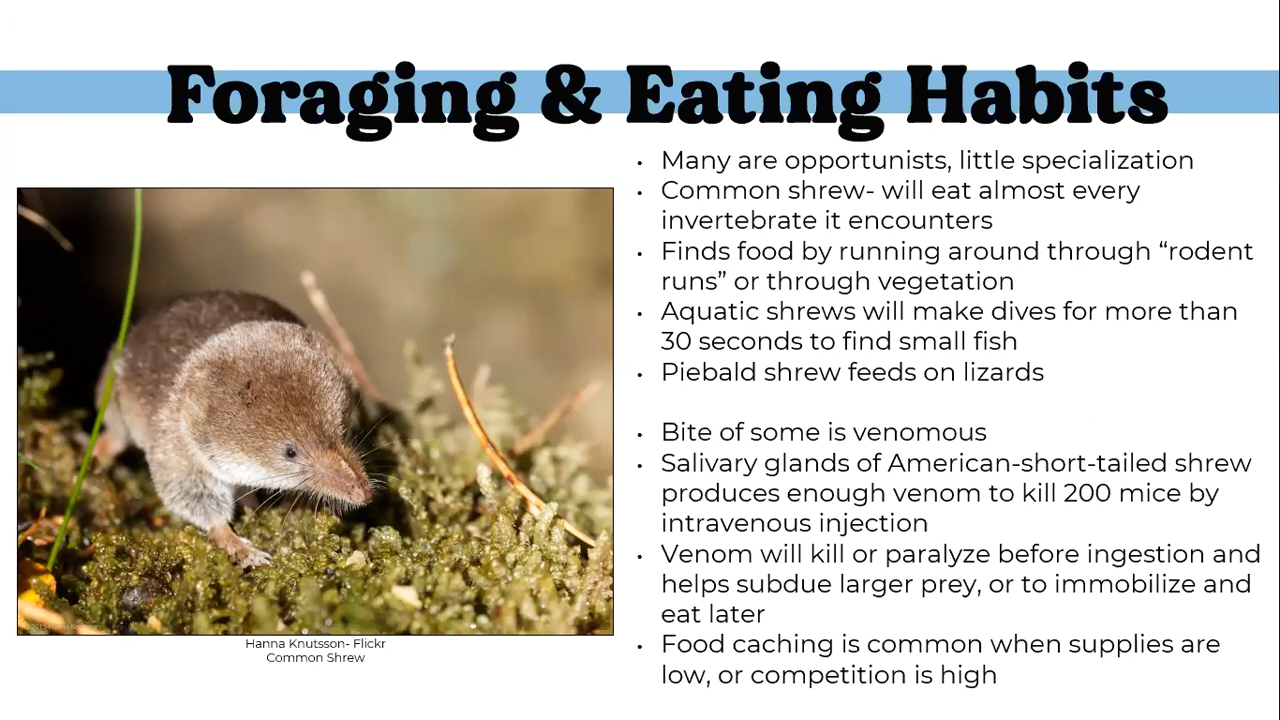 Foraging & Eating Habits
• Many are opportunists, little specialization
• Common shrew- will eat almost every
invertebrate it encounters
• Finds food by running around through “rodent
runs” or through vegetation
• Aquatic shrews will make dives for more than
30 seconds to find small fish
• Piebald shrew feeds on lizards
• Bite of some is venomous
• Salivary glands of American-short-tailed shrew
produces enough venom to kill 200 mice by
intravenous injection
• Venom will kill or paralyze before ingestion and
helps subdue larger prey, or to immobilize and
eat later
• Food caching is common when supplies are
low, or competition is high
Hanna Knutsson- Flickr
Common Shrew